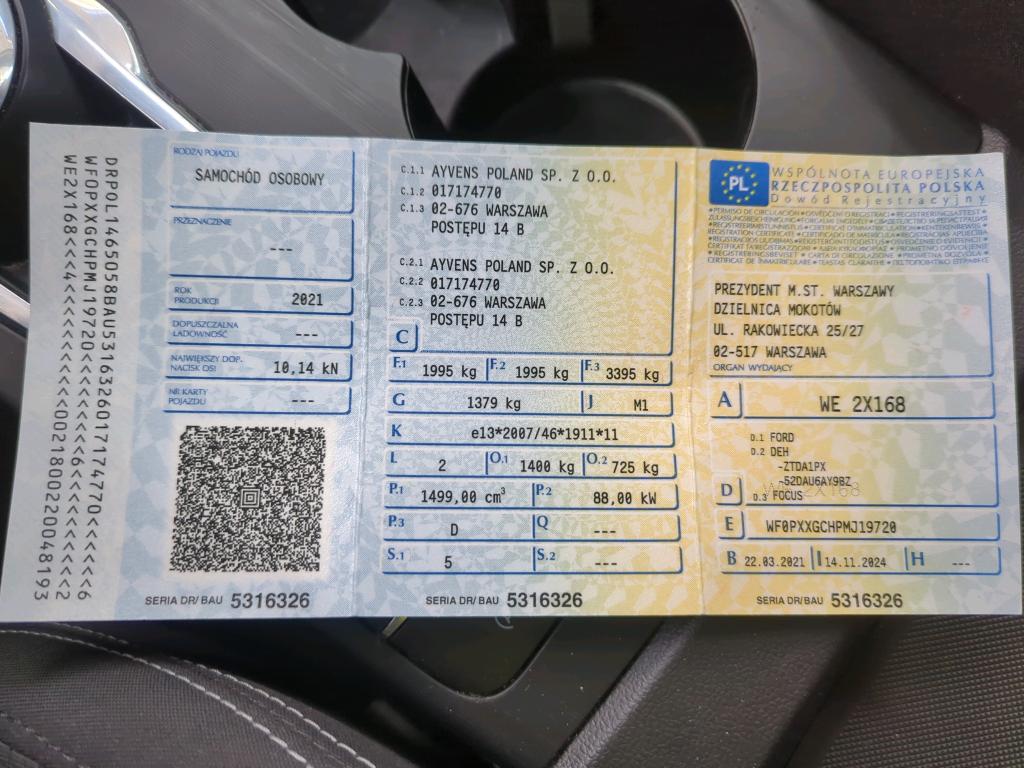 DRPOL1465058BAU5316326017174770<<<<<<6
WF0PXXGCHPMJ19720<<<<<<<<<<<<6<<<<<<<
WE2X168<<4<<<<<<<<<<<<<<<0021800220048193
RODZAJ POJAZDU
SAMOCHÓD OSOBOWY
PRZEZNACZENIE
---
ROK
PRODUKCJI 2021
DOPUSZCZALNA
ŁADOWNOŚĆ ---
NAJWIĘKSZY DOP.
NACISK OSI 10,14 kN
NR KARTY
POJAZDU ---
SERIA DR/BAU 5316326
C.1.1 AYVENS POLAND SP. Z O.O.
C.1.2 017174770
C.1.3 02-676 WARSZAWA
POSTĘPU 14 B
C.2.1 AYVENS POLAND SP. Z O.O.
C.2.2 017174770
C.2.3 02-676 WARSZAWA
POSTĘPU 14 B
C
F.1 1995 kg F.2 1995 kg F.3 3395 kg
G 1379 kg J M1
K e13*2007/46*1911*11
L 2 O.1 1400 kg O.2 725 kg
P.1 1499,00 cm³ P.2 88,00 kW
P.3 D Q ---
S.1 5 S.2 ---
SERIA DR/BAU 5316326
PL
WSPÓLNOTA EUROPEJSKA
RZECZPOSPOLITA POLSKA
Dowód Rejestracyjny
PREZYDENT M.ST. WARSZAWY
DZIELNICA MOKOTÓW
UL. RAKOWIECKA 25/27
02-517 WARSZAWA
ORGAN WYDAJĄCY
A WE 2X168
D.1 FORD
D.2 DEH
-ZTDA1PX
-52DAU6AY9BZ
D D.3 FOCUS
E WF0PXXGCHPMJ19720
B 22.03.2021 I 14.11.2024 H ---
SERIA DR/BAU 5316326